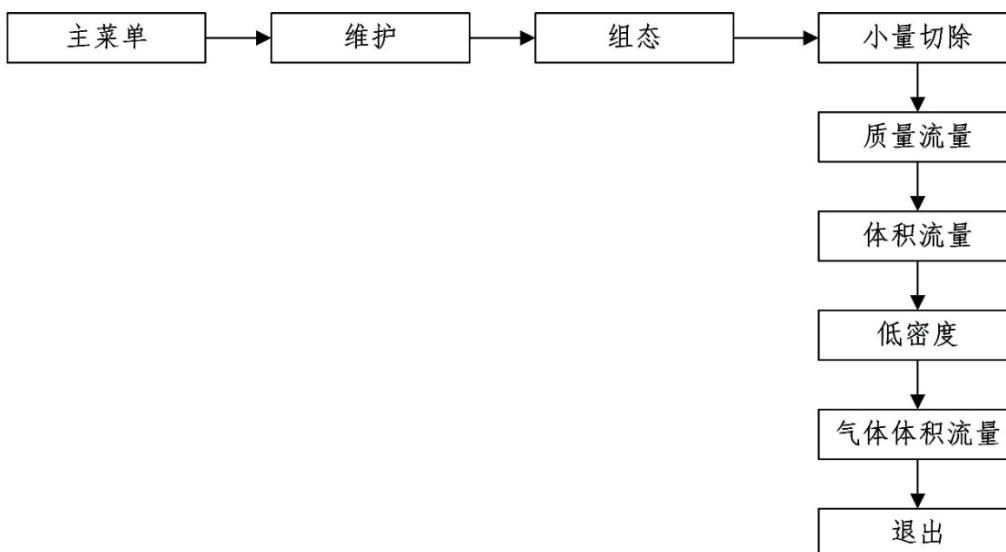 主菜单
维护
组态
小量切除
质量流量
体积流量
低密度
气体体积流量
退出